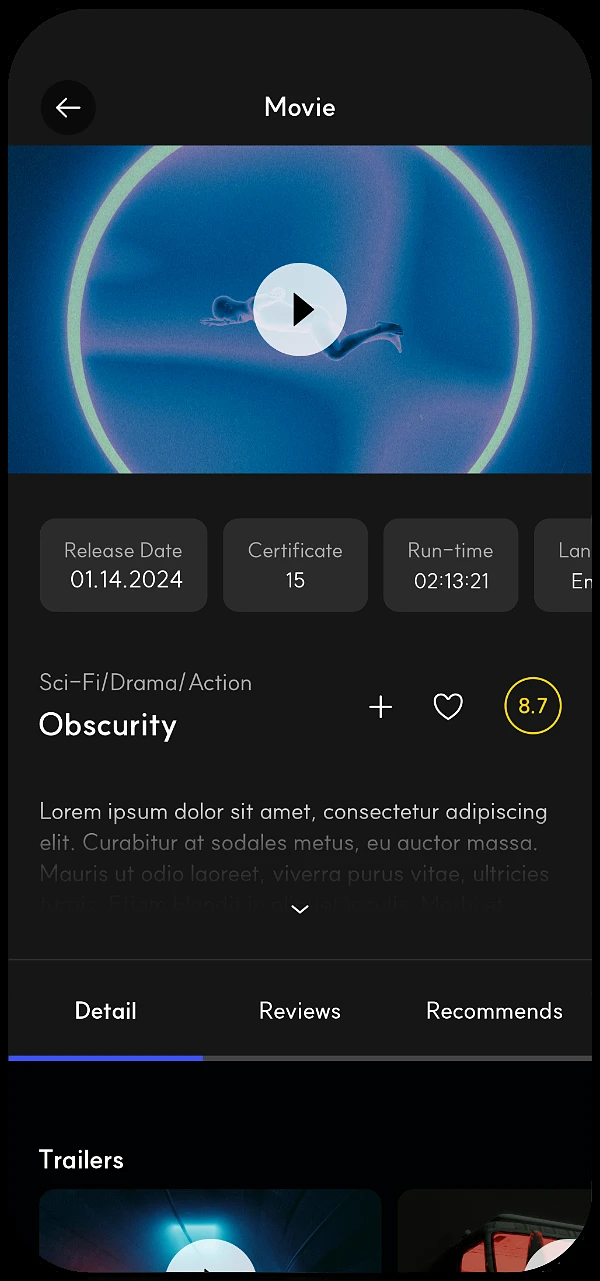 Movie
Release Date
01.14.2024
Certificate
15
Run-time
02:13:21
Lan
En
Sci-Fi/Drama/Action
Obscurity
8.7
Lorem ipsum dolor sit amet, consectetur adipiscing
elit. Curabitur at sodales metus, eu auctor massa.
Mauris ut odio laoreet, viverra purus vitae, ultricies
Detail
Reviews
Recommends
Trailers